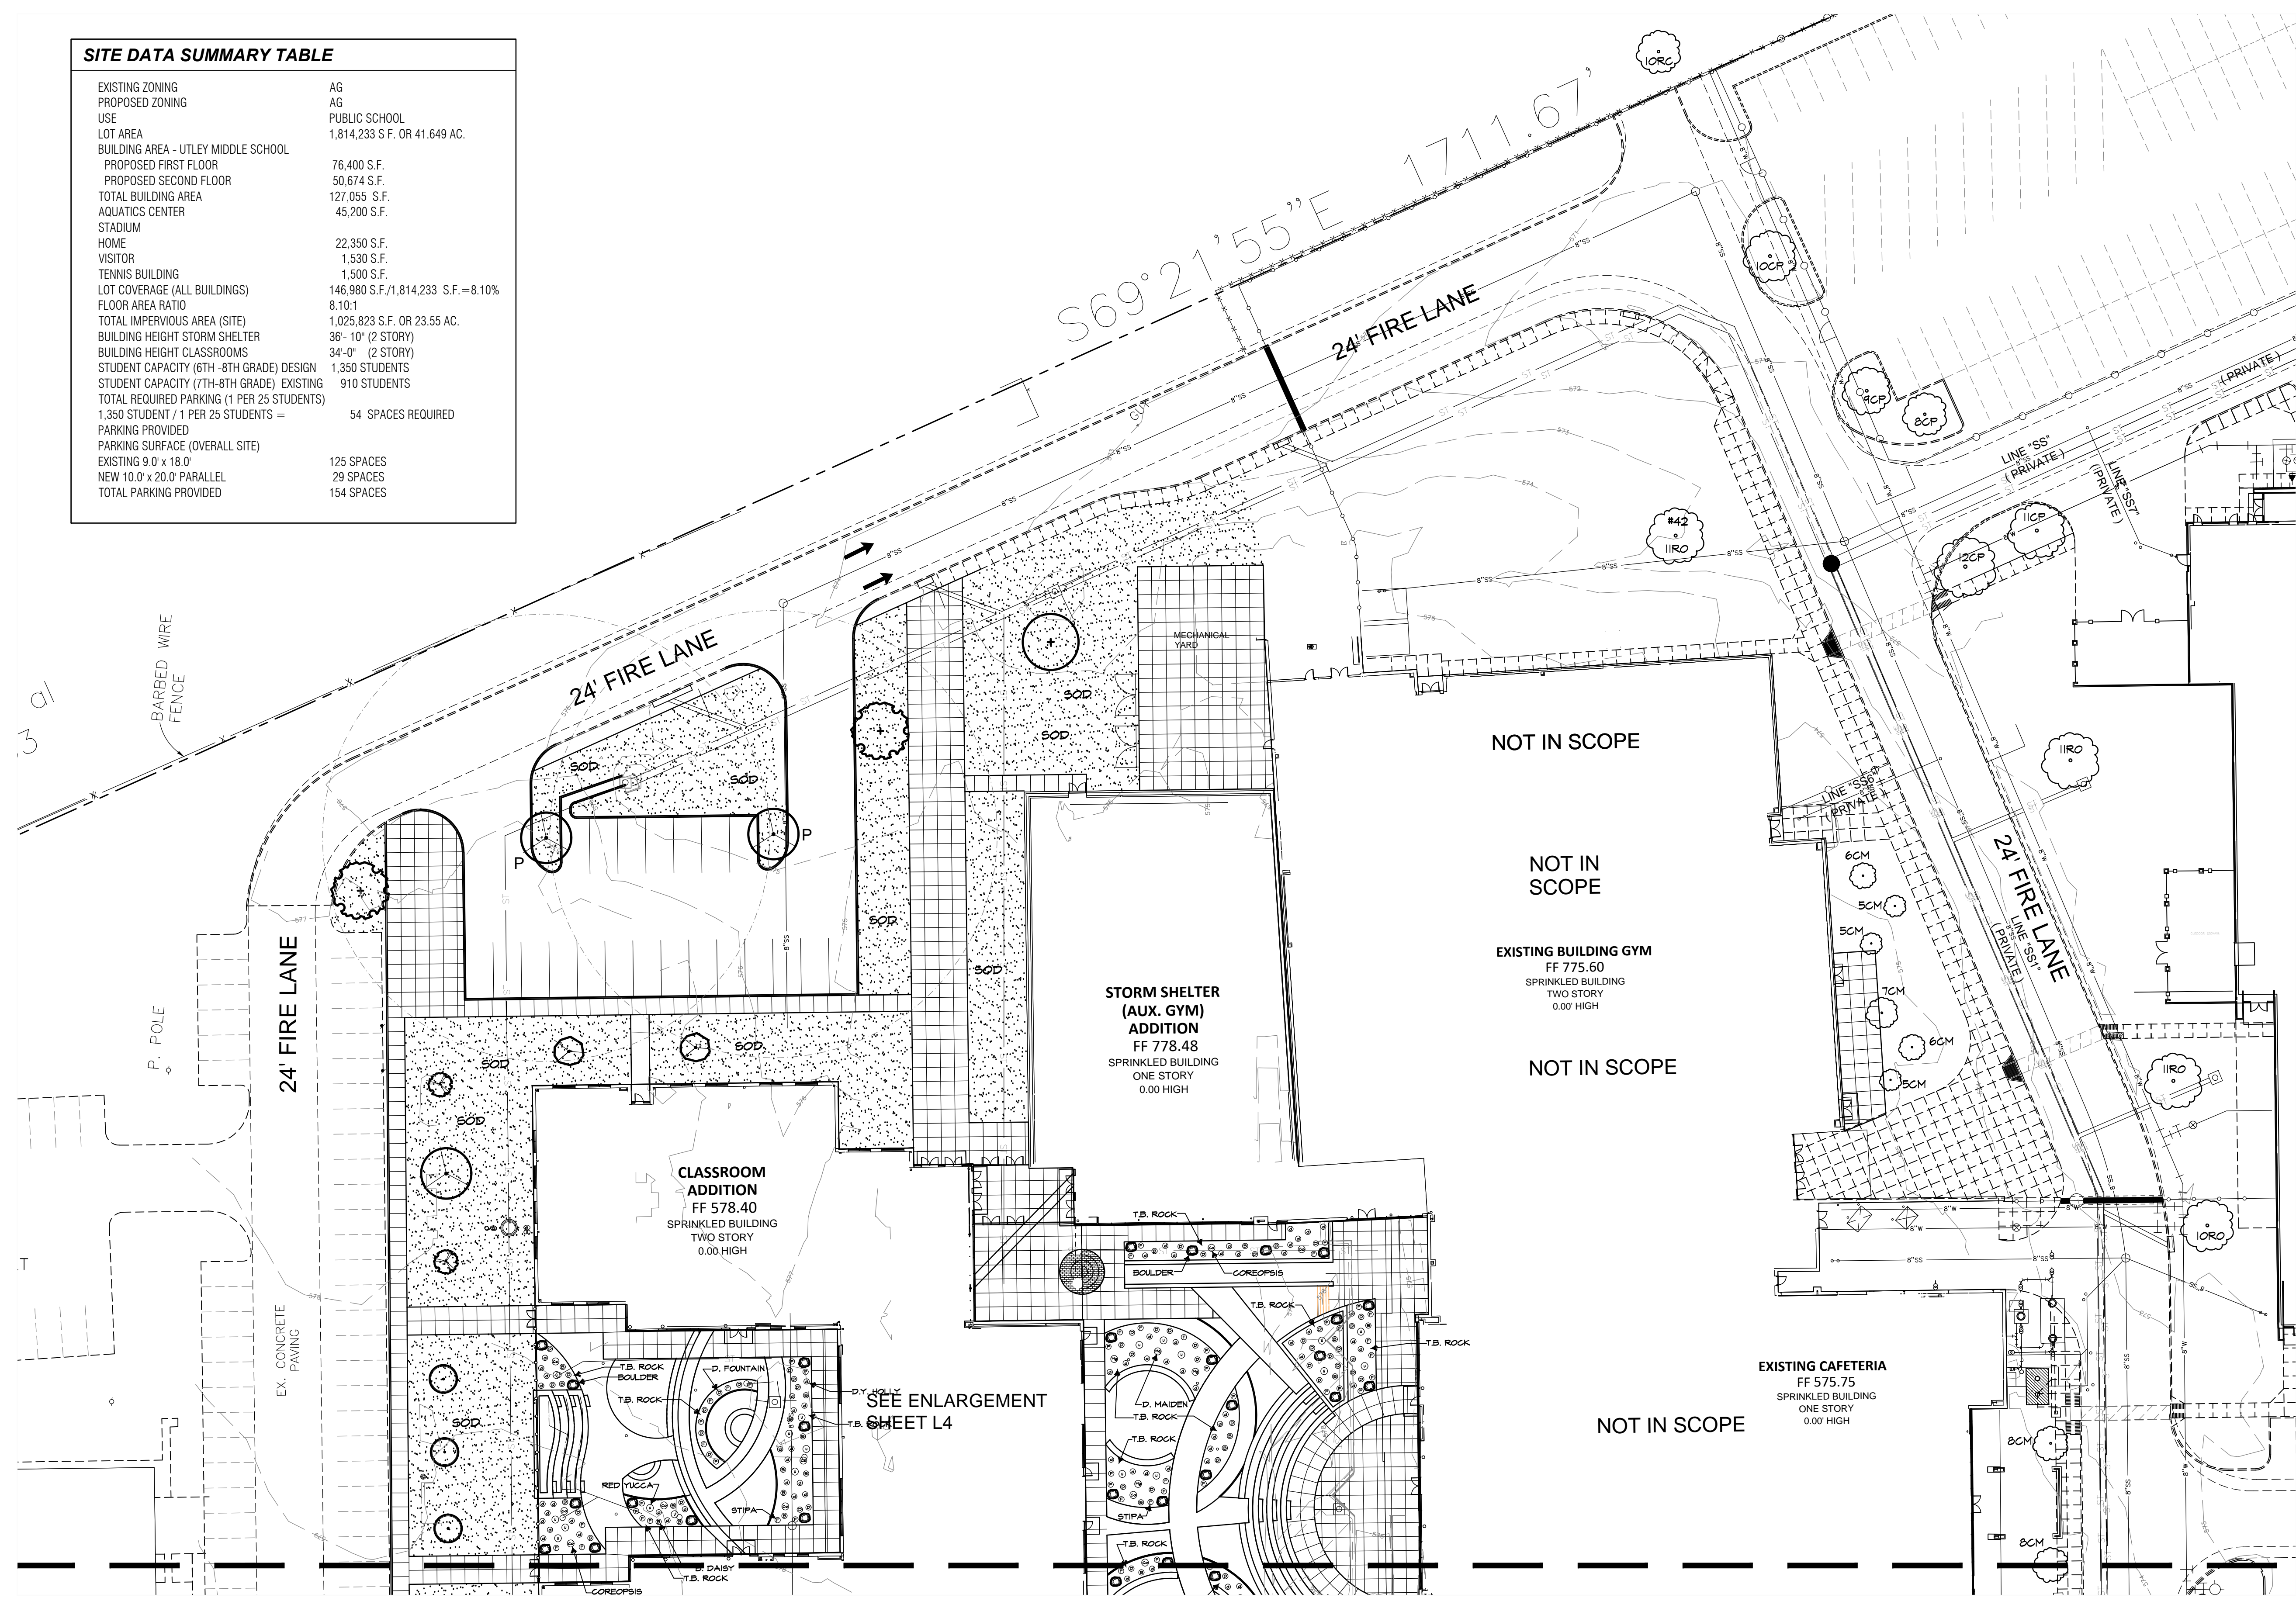 SITE DATA SUMMARY TABLE
EXISTING ZONING AG
PROPOSED ZONING AG
USE PUBLIC SCHOOL
LOT AREA 1,814,233 S F. OR 41.649 AC.
BUILDING AREA - UTLEY MIDDLE SCHOOL
PROPOSED FIRST FLOOR 76,400 S.F.
PROPOSED SECOND FLOOR 50,674 S.F.
TOTAL BUILDING AREA 127,055 S.F.
AQUATICS CENTER 45,200 S.F.
STADIUM
HOME 22,350 S.F.
VISITOR 1,530 S.F.
TENNIS BUILDING 1,500 S.F.
LOT COVERAGE (ALL BUILDINGS) 146,980 S.F./1,814,233 S.F.=8.10%
FLOOR AREA RATIO 8.10:1
TOTAL IMPERVIOUS AREA (SITE) 1,025,823 S.F. OR 23.55 AC.
BUILDING HEIGHT STORM SHELTER 36'- 10" (2 STORY)
BUILDING HEIGHT CLASSROOMS 34'-0" (2 STORY)
STUDENT CAPACITY (6TH -8TH GRADE) DESIGN 1,350 STUDENTS
STUDENT CAPACITY (7TH-8TH GRADE) EXISTING 910 STUDENTS
TOTAL REQUIRED PARKING (1 PER 25 STUDENTS)
1,350 STUDENT / 1 PER 25 STUDENTS = 54 SPACES REQUIRED
PARKING PROVIDED
PARKING SURFACE (OVERALL SITE)
EXISTING 9.0' x 18.0' 125 SPACES
NEW 10.0' x 20.0' PARALLEL 29 SPACES
TOTAL PARKING PROVIDED 154 SPACES
S69°21'55"E 1711.67'
10RC
10CP
9CP
8CP
11CP
12CP
#42
11RO
24' FIRE LANE
24' FIRE LANE
24' FIRE LANE
24' FIRE LANE
LINE "SS"
( PRIVATE )
( PRIVATE )
LINE "SS7"
(PRIVATE )
LINE "SS6"
( PRIVATE )
LINE "SS1"
( PRIVATE )
BARBED WIRE
FENCE
P. POLE
EX. CONCRETE
PAVING
MECHANICAL
YARD
SOD
SOD
SOD
SOD
SOD
SOD
SOD
SOD
SOD
SOD
P
P
NOT IN SCOPE
NOT IN
SCOPE
EXISTING BUILDING GYM
FF 775.60
SPRINKLED BUILDING
TWO STORY
0.00' HIGH
NOT IN SCOPE
STORM SHELTER
(AUX. GYM)
ADDITION
FF 778.48
SPRINKLED BUILDING
ONE STORY
0.00 HIGH
CLASSROOM
ADDITION
FF 578.40
SPRINKLED BUILDING
TWO STORY
0.00 HIGH
11RO
6CM
5CM
5CM
7CM
6CM
5CM
11RO
10RO
T.B. ROCK
BOULDER
COREOPSIS
T.B. ROCK
T.B. ROCK
T.B. ROCK
BOULDER
D. FOUNTAIN
T.B. ROCK
D.Y. HOLLY
SEE ENLARGEMENT
SHEET L4
D. MAIDEN
T.B. ROCK
T.B. ROCK
RED YUCCA
STIPA
STIPA
T.B. ROCK
D. DAISY
T.B. ROCK
COREOPSIS
EXISTING CAFETERIA
FF 575.75
SPRINKLED BUILDING
ONE STORY
0.00' HIGH
NOT IN SCOPE
8CM
8CM